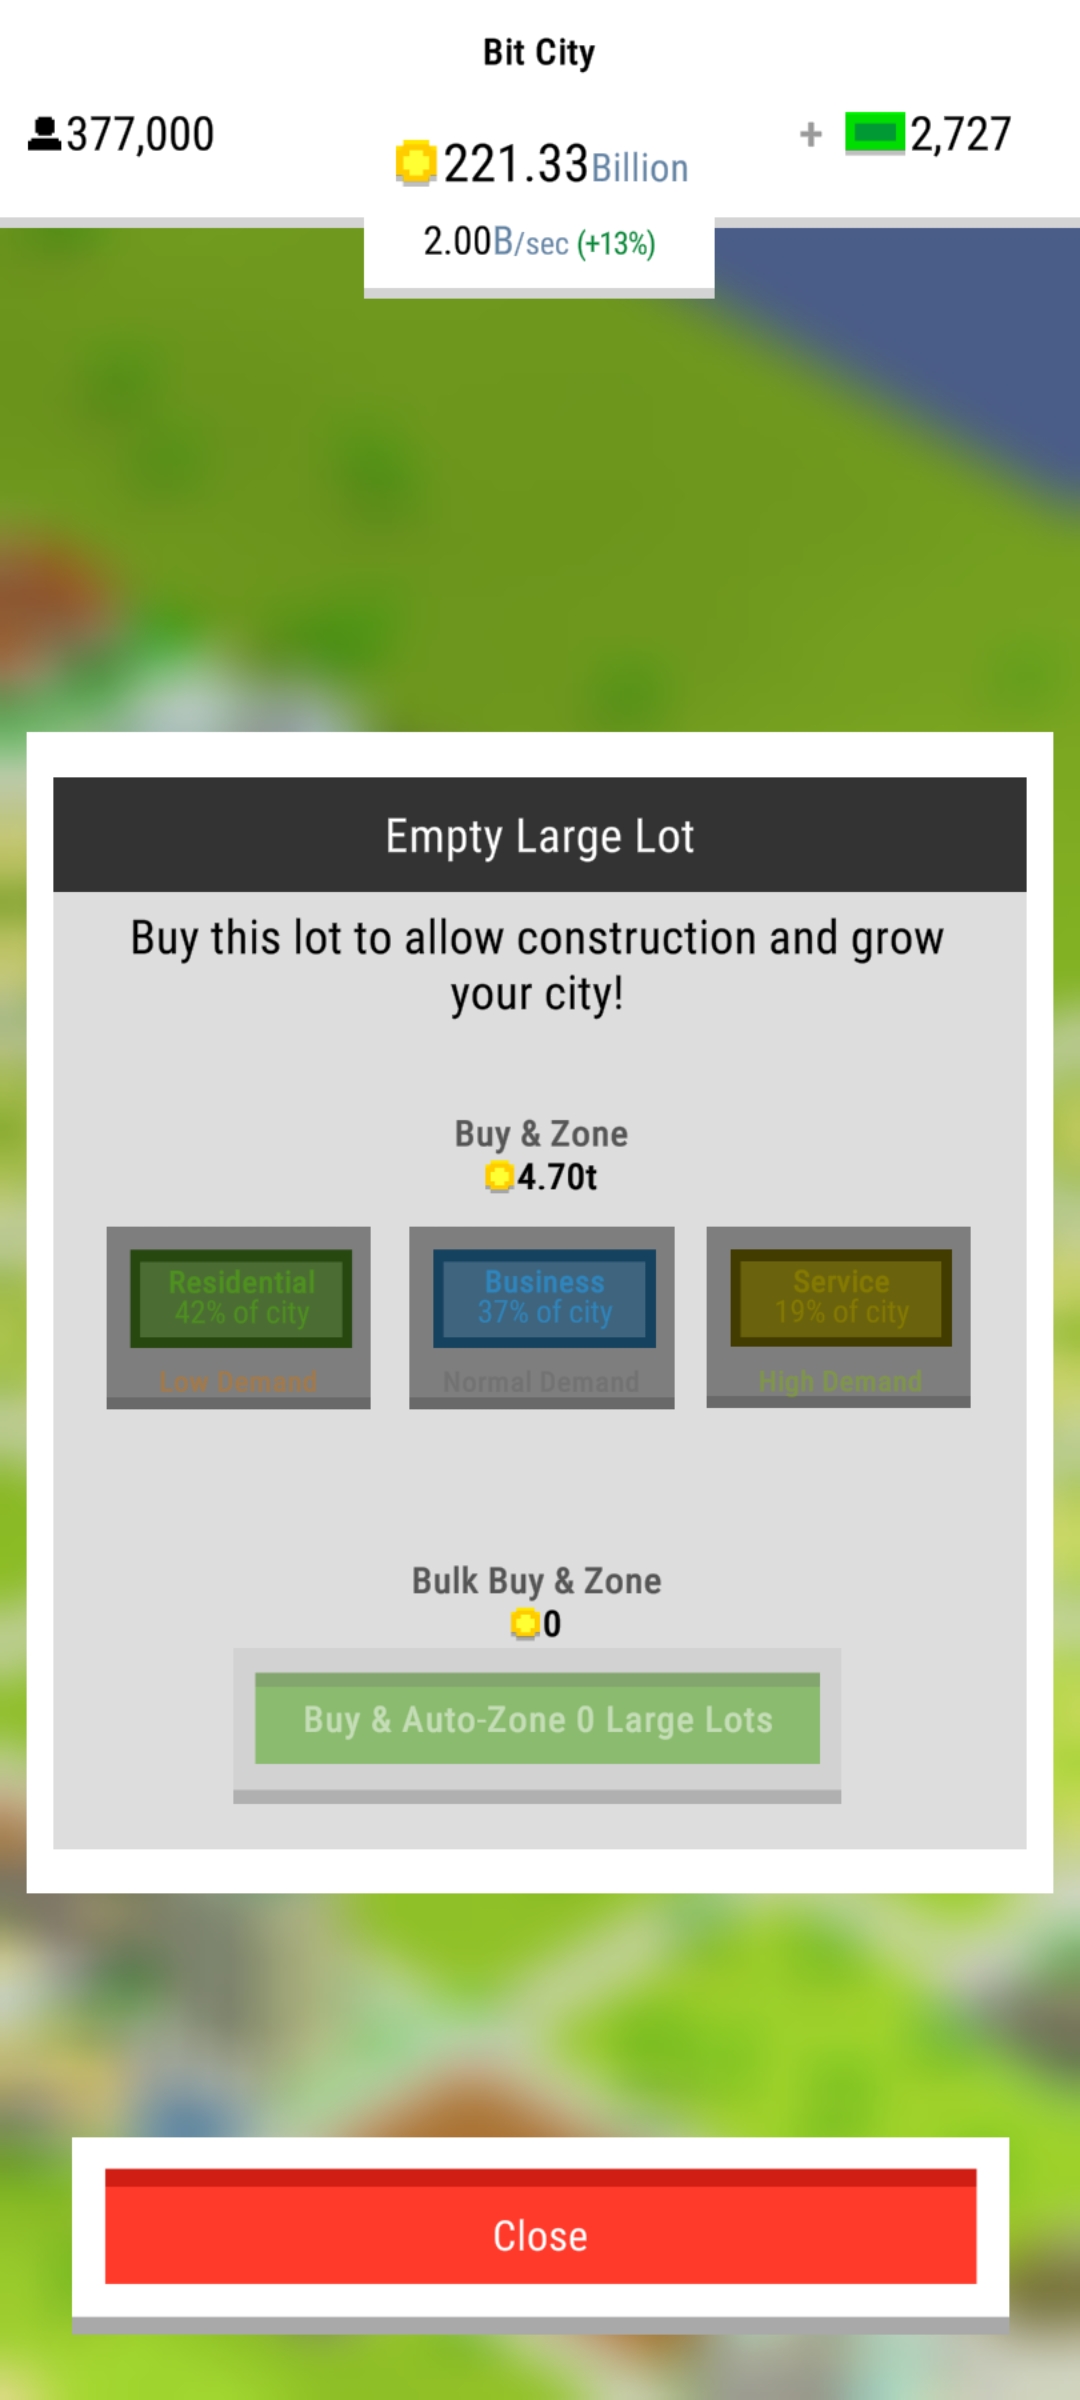 Bit City
377,000
221.33Billion
+ 2,727
2.00B/sec (+13%)
Empty Large Lot
Buy this lot to allow construction and grow
your city!
Buy & Zone
4.70t
Residential
42% of city
Low Demand
Business
37% of city
Normal Demand
Service
19% of city
High Demand
Bulk Buy & Zone
0
Buy & Auto-Zone 0 Large Lots
Close